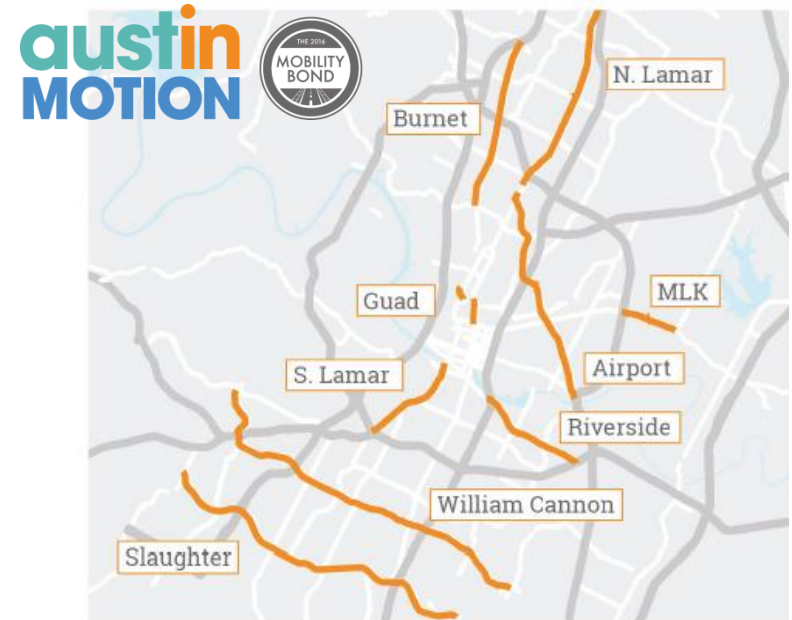 austin
MOTION
THE 2016
MOBILITY
BOND
N. Lamar
Burnet
MLK
Guad
Airport
S. Lamar
Riverside
William Cannon
Slaughter